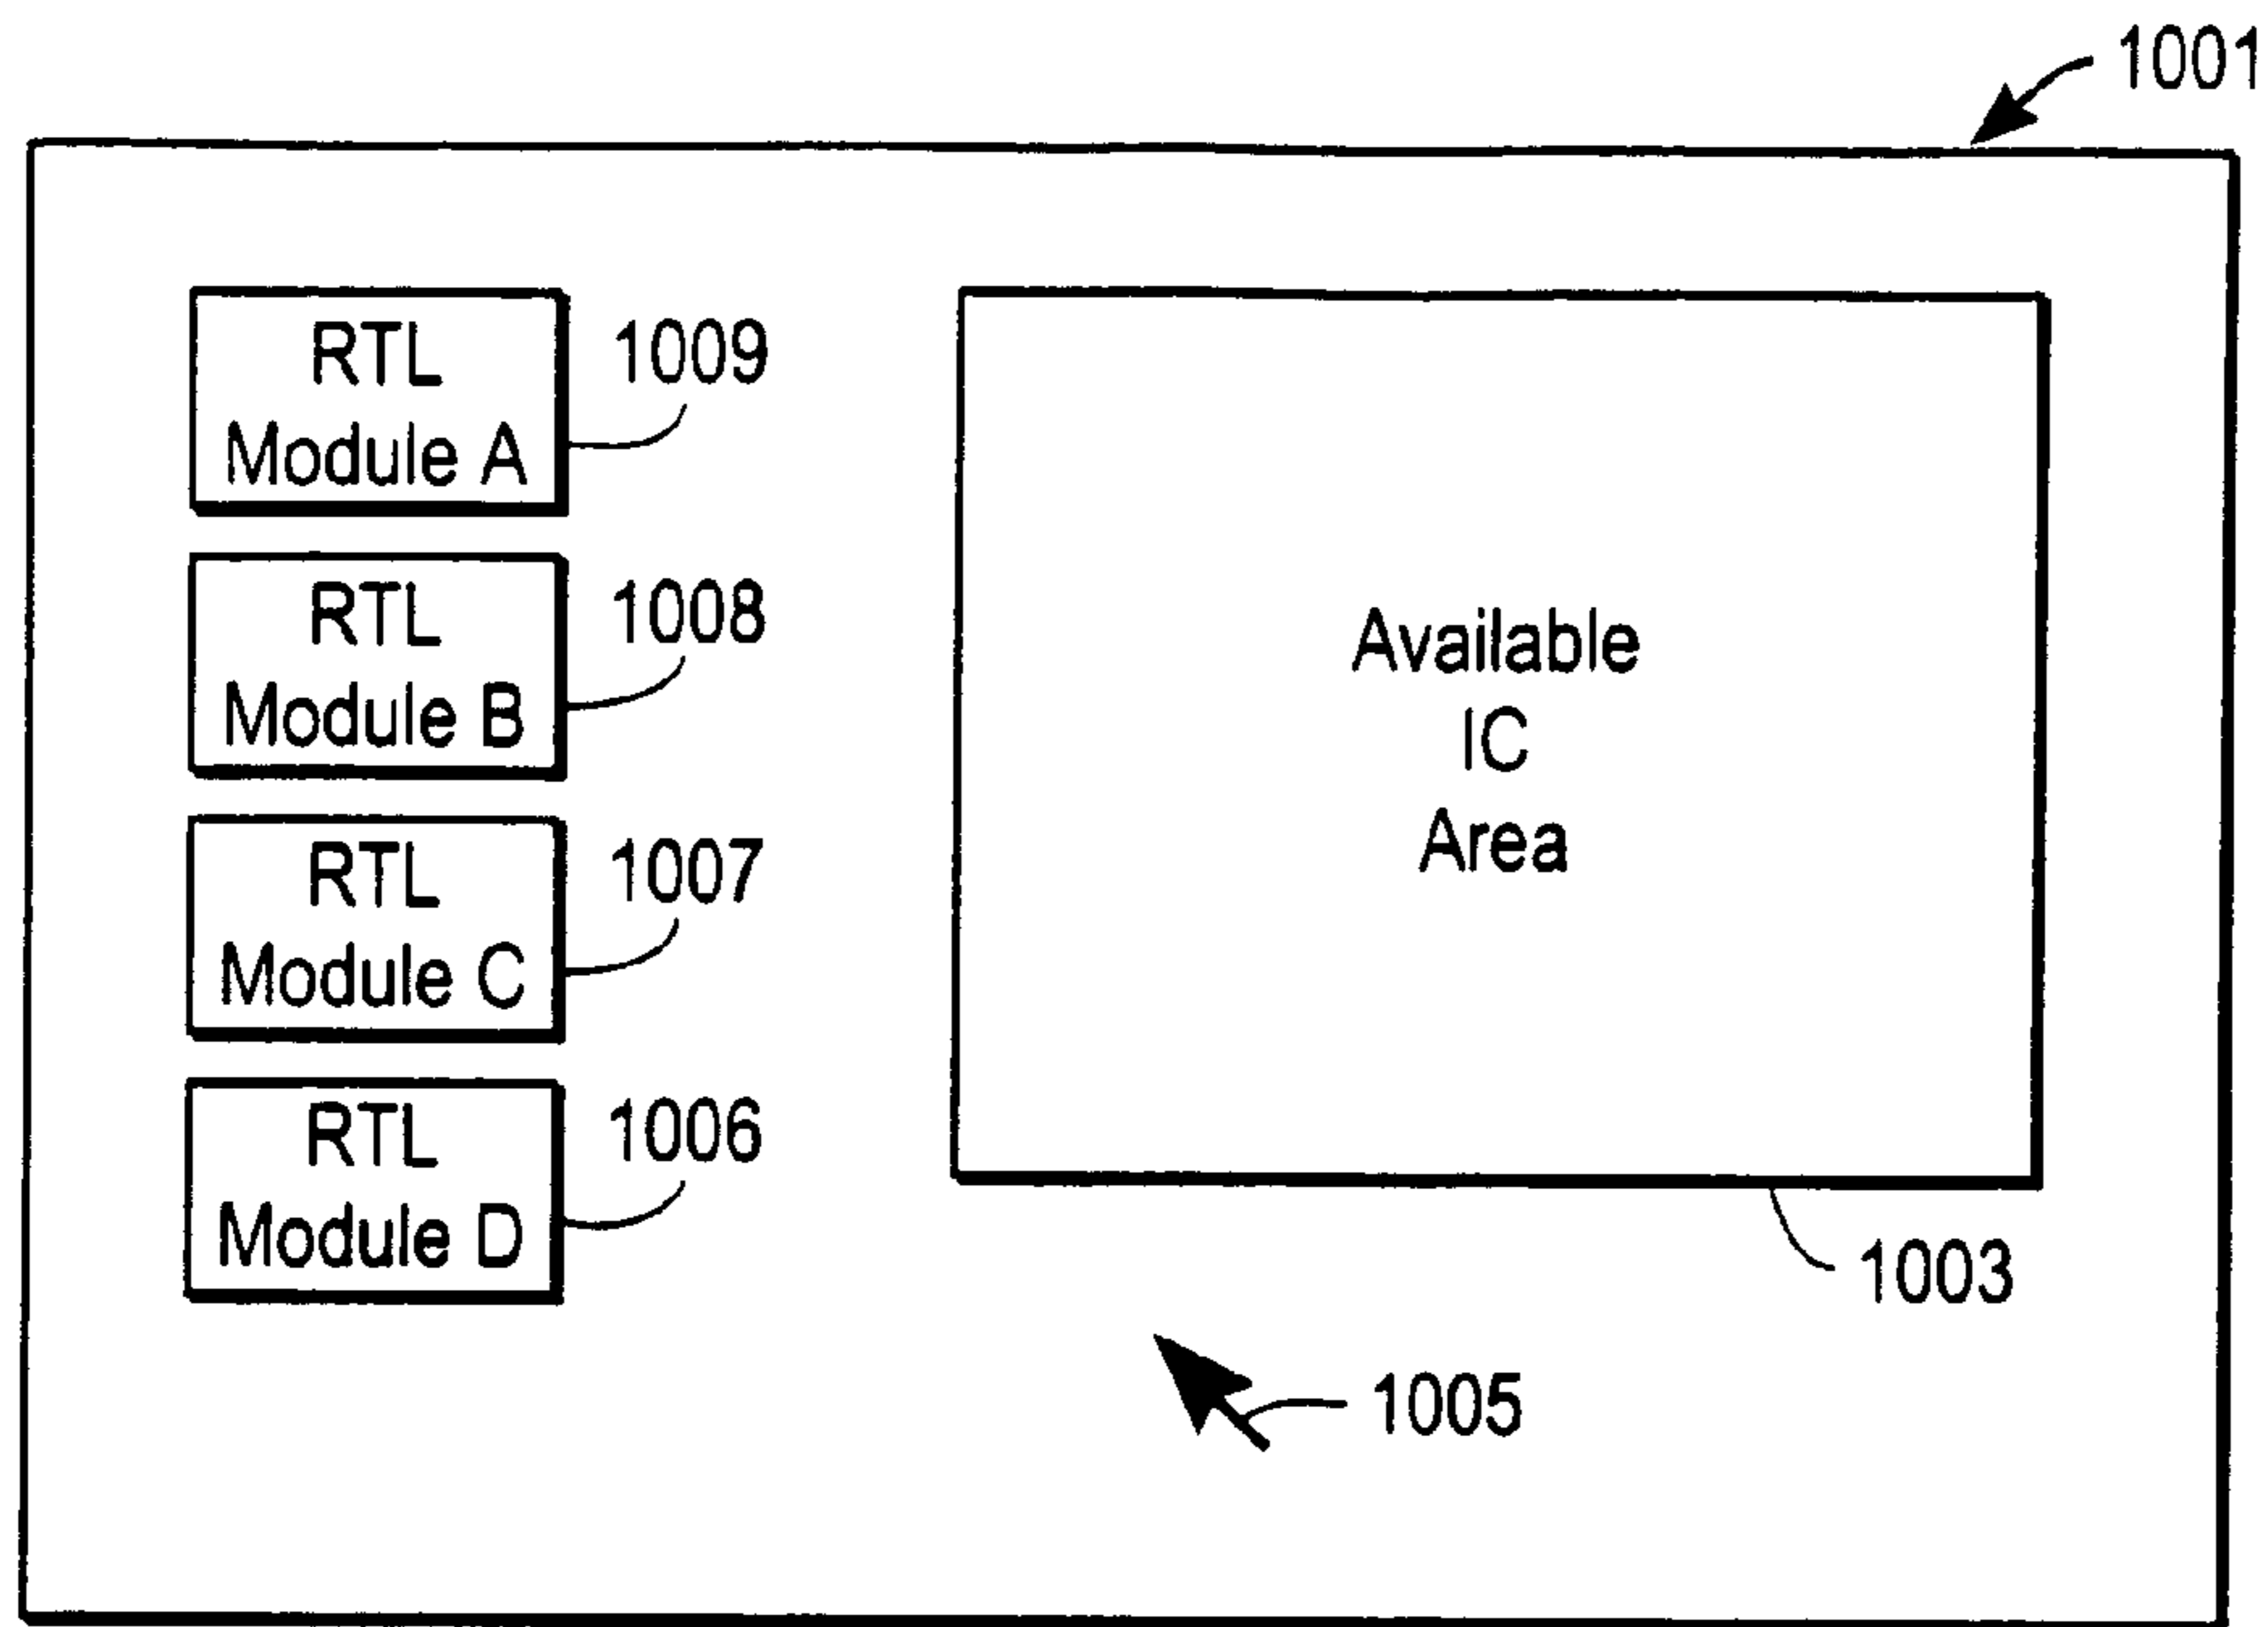 1001
RTL
Module A
1009
RTL
Module B
1008
RTL
Module C
1007
RTL
Module D
1006
Available
IC
Area
1003
1005